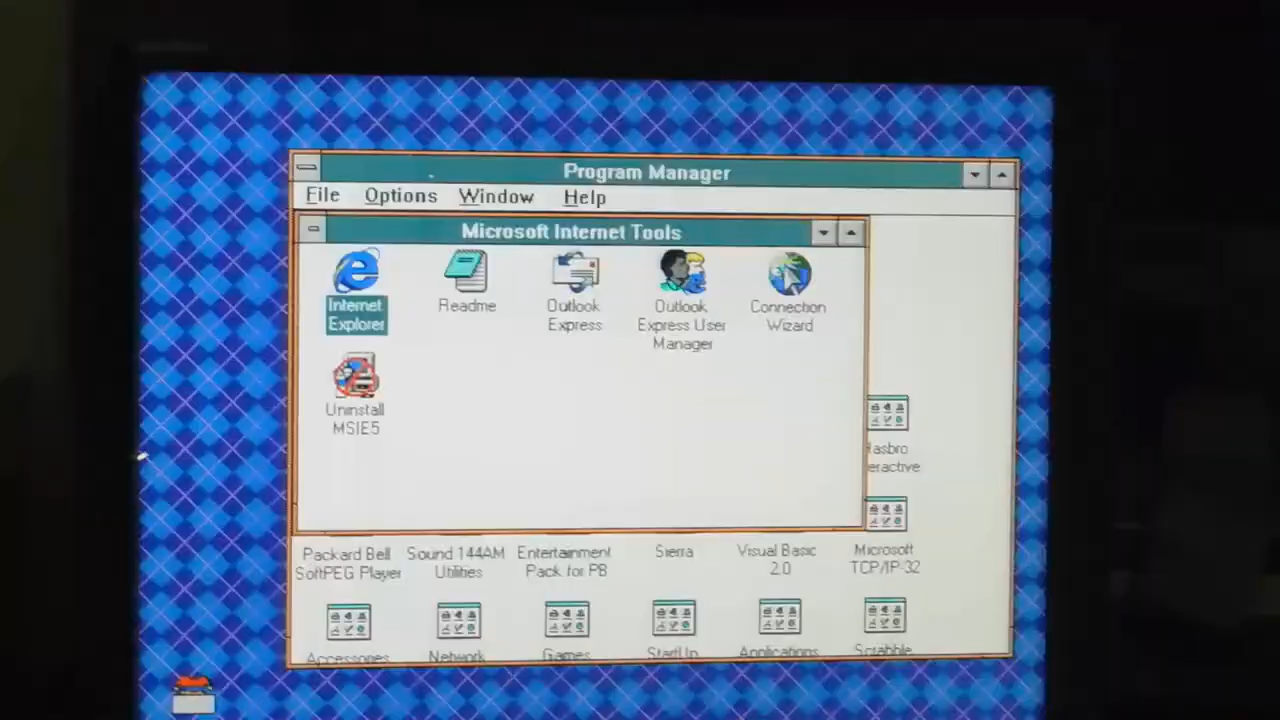 Program Manager
File Options Window Help
Microsoft Internet Tools
Internet
Explorer
Readme
Outlook
Express
Outlook
Express User
Manager
Connection
Wizard
Uninstall
MSIE5
asbro
eractive
Packard Bell
SoftPEG Player
Sound 144AM
Utilities
Entertainment
Pack for PB
Sierra
Visual Basic
2.0
Microsoft
TCP/IP-32
Accessories
Network
Games
StartUp
Applications
Scrabble